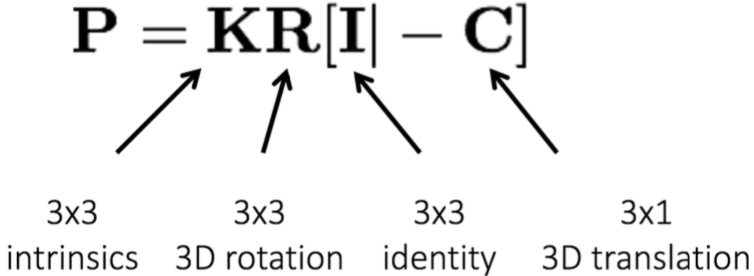 P = KR[I| − C]
3x3 3x3 3x3 3x1
intrinsics 3D rotation identity 3D translation